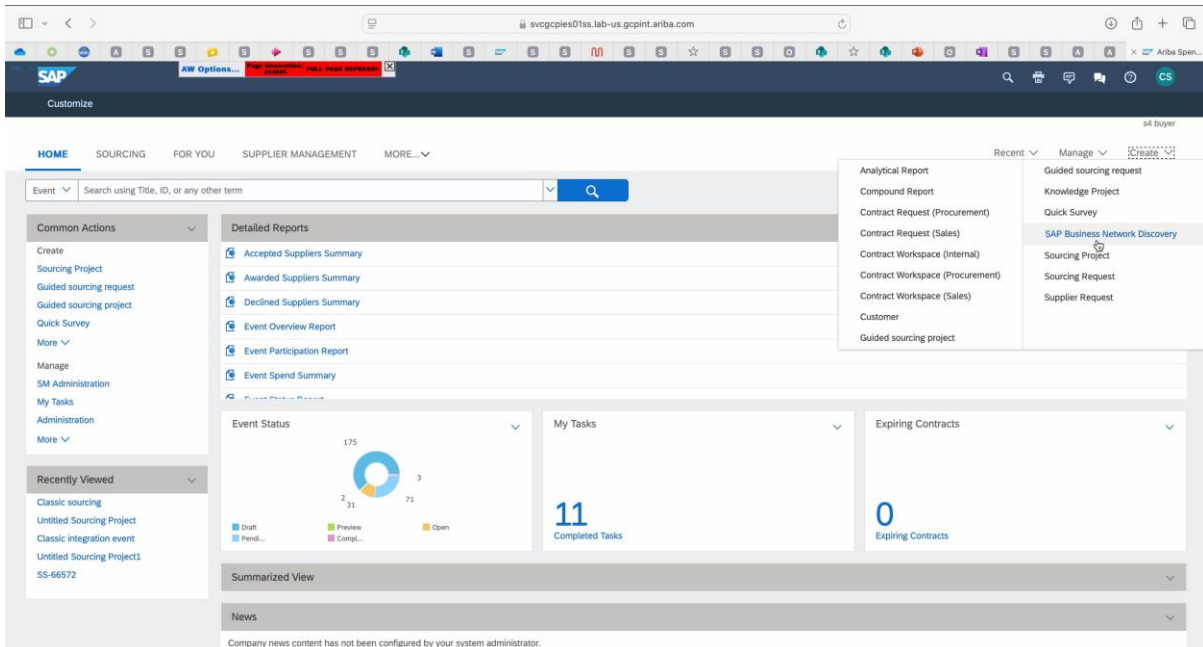 svcgcpies01ss.lab-us.gcpint.ariba.com
Ariba Spen...
SAP
AW Options...
FULL PAGE REFRESH!
CS
Customize
s4 buyer
HOME SOURCING FOR YOU SUPPLIER MANAGEMENT MORE...
Recent Manage Create
Event Search using Title, ID, or any other term
Analytical Report
Compound Report
Contract Request (Procurement)
Contract Request (Sales)
Contract Workspace (Internal)
Contract Workspace (Procurement)
Contract Workspace (Sales)
Customer
Guided sourcing project
Guided sourcing request
Knowledge Project
Quick Survey
SAP Business Network Discovery
Sourcing Project
Sourcing Request
Supplier Request
Common Actions
Create
Sourcing Project
Guided sourcing request
Guided sourcing project
Quick Survey
More
Manage
SM Administration
My Tasks
Administration
More
Recently Viewed
Classic sourcing
Untitled Sourcing Project
Classic integration event
Untitled Sourcing Project1
SS-66572
Detailed Reports
Accepted Suppliers Summary
Awarded Suppliers Summary
Declined Suppliers Summary
Event Overview Report
Event Participation Report
Event Spend Summary
Event Status Report
Event Status
175
3
71
31
2
Draft Preview Open
Pendi... Compl...
My Tasks
11
Completed Tasks
Expiring Contracts
0
Expiring Contracts
Summarized View
News
Company news content has not been configured by your system administrator.